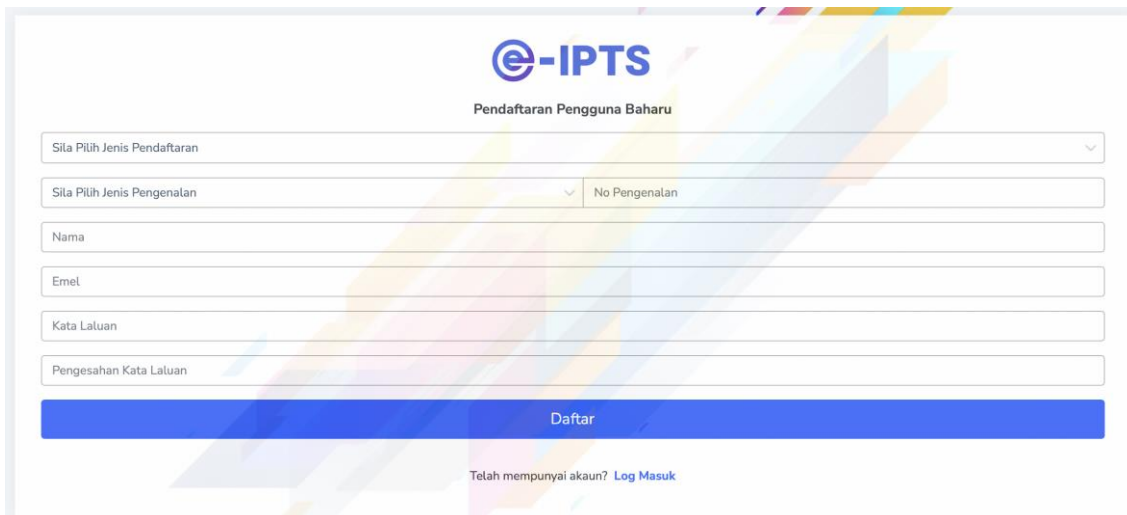 e-IPTS
Pendaftaran Pengguna Baharu
Sila Pilih Jenis Pendaftaran
Sila Pilih Jenis Pengenalan No Pengenalan
Nama
Emel
Kata Laluan
Pengesahan Kata Laluan
Daftar
Telah mempunyai akaun? Log Masuk